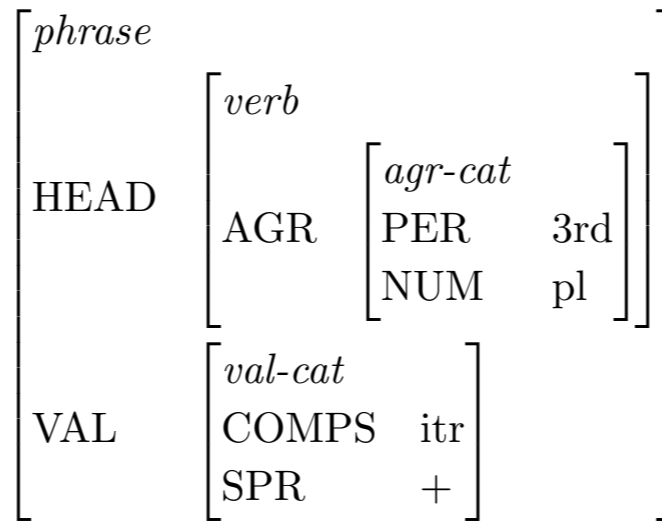 phrase
verb
agr-cat
HEAD AGR PER 3rd
NUM pl
val-cat
VAL COMPS itr
SPR +